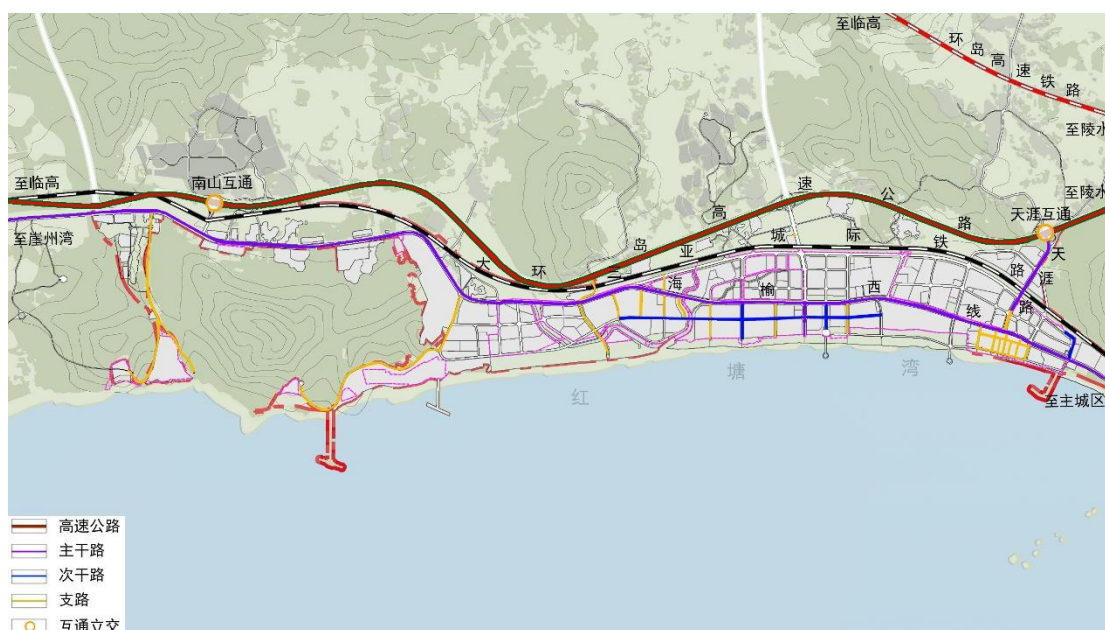 至临高
环岛高速铁路
至陵水
至临高
南山互通
至陵水
天涯互通
至崖州湾
大环岛高速公路
三亚城际铁路
海榆西线
天涯路
至主城区
红塘湾
高速公路
主干路
次干路
支路
互通立交